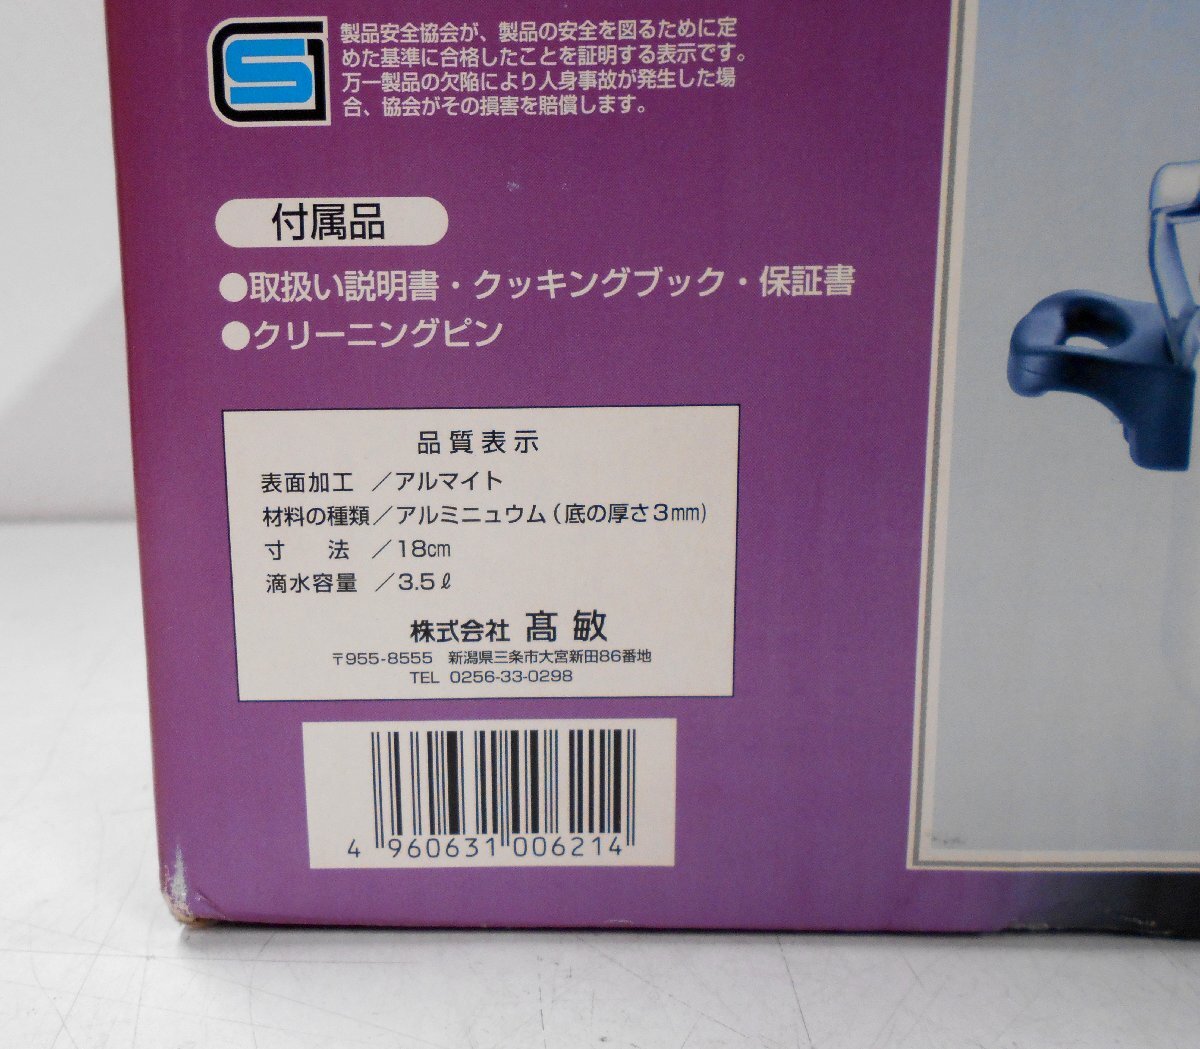 製品安全協会が、製品の安全を図るために定
めた基準に合格したことを証明する表示です。
万一製品の欠陥により人身事故が発生した場
合、協会がその損害を賠償します。
付属品
●取扱い説明書・クッキングブック・保証書
●クリーニングピン
品質表示
表面加工／アルマイト
材料の種類／アルミニュウム（底の厚さ3mm)
寸　法／18cm
滴水容量／3.5ℓ
株式会社 髙敏
〒955-8555　新潟県三条市大宮新田86番地
TEL 0256-33-0298
4 960631 006214